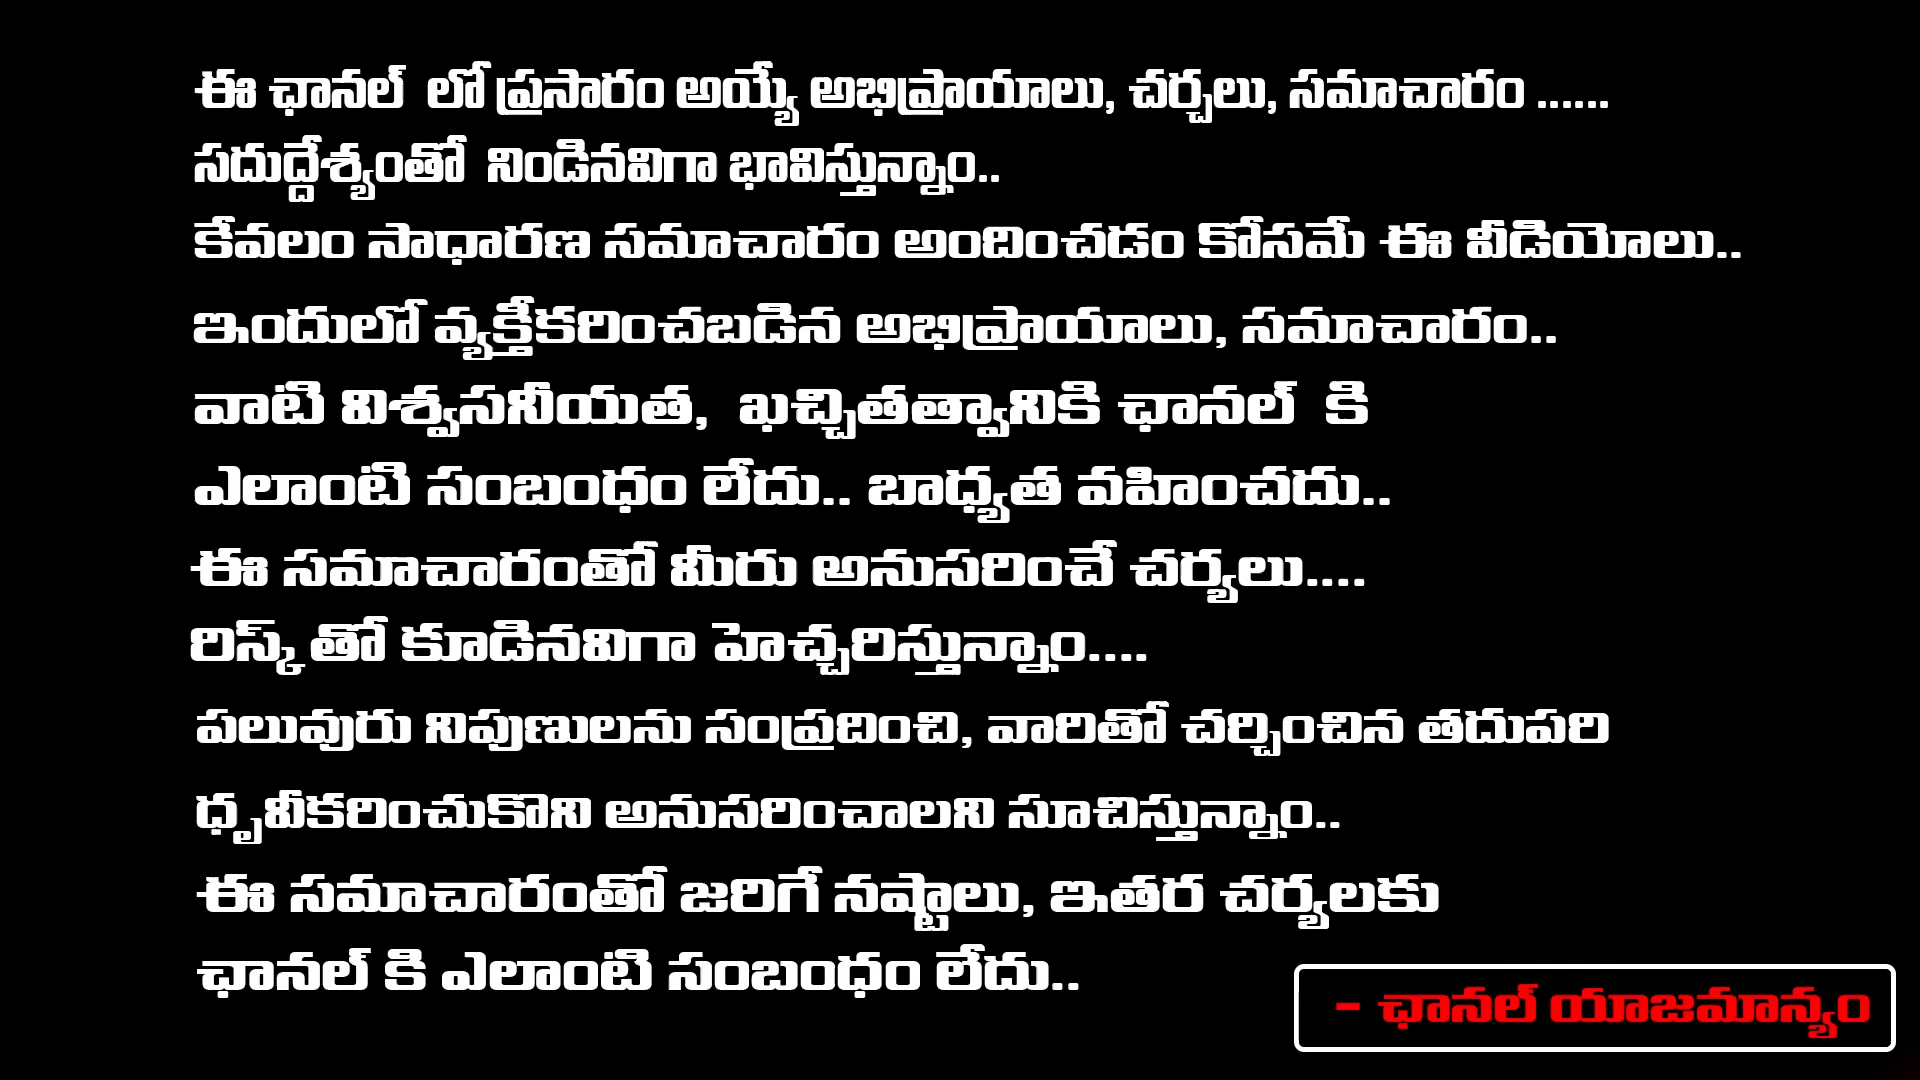 ఈ ఛానల్ లో ప్రసారం అయ్యే అభిప్రాయాలు, చర్చలు, సమాచారం ......
సదుద్దేశ్యంతో నిండినవిగా భావిస్తున్నాం..
కేవలం సాధారణ సమాచారం అందించడం కోసమే ఈ వీడియోలు..
ఇందులో వ్యక్తీకరించబడిన అభిప్రాయాలు, సమాచారం..
వాటి విశ్వసనీయత, ఖచ్చితత్వానికి ఛానల్ కి
ఎలాంటి సంబంధం లేదు.. బాధ్యత వహించదు..
ఈ సమాచారంతో మీరు అనుసరించే చర్యలు....
రిస్క్ తో కూడినవిగా హెచ్చరిస్తున్నాం....
పలువురు నిపుణులను సంప్రదించి, వారితో చర్చించిన తదుపరి
ధృవీకరించుకొని అనుసరించాలని సూచిస్తున్నాం..
ఈ సమాచారంతో జరిగే నష్టాలు, ఇతర చర్యలకు
ఛానల్ కి ఎలాంటి సంబంధం లేదు..
- ఛానల్ యాజమాన్యం